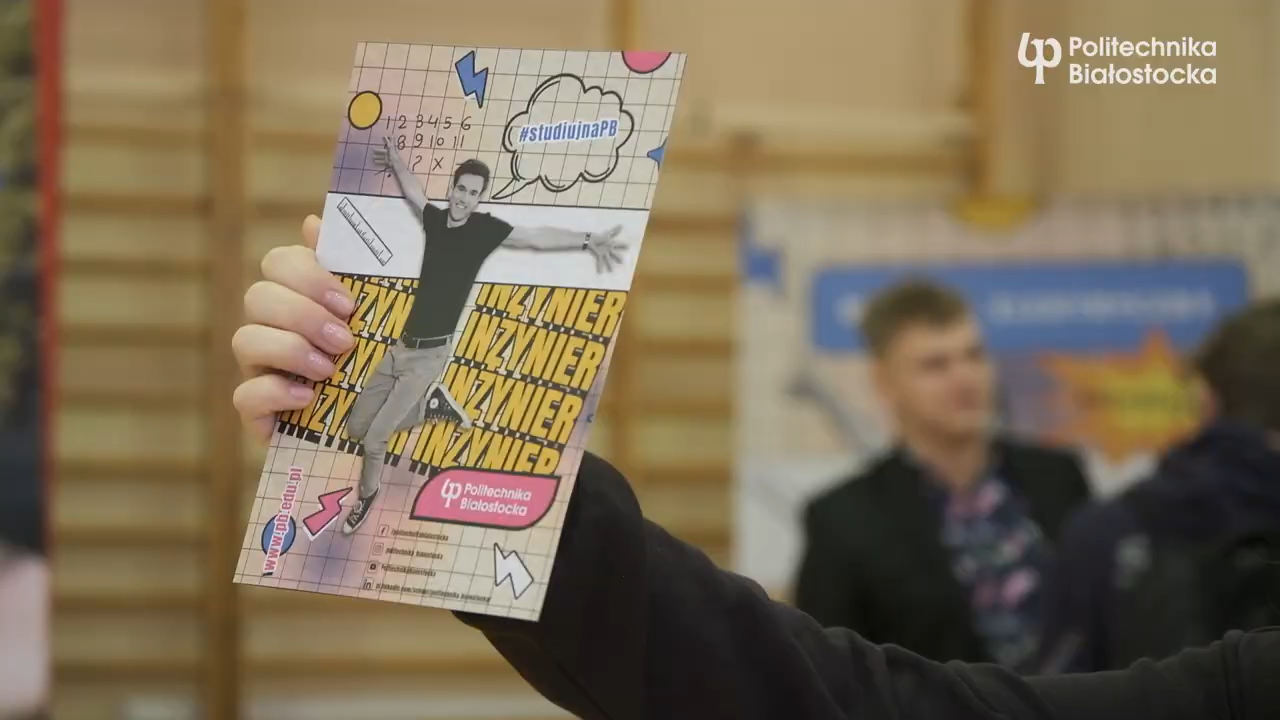 Politechnika
Białostocka
1 2 3 4 5 6
8 9 10 11
? X
#studiujnaPB
INŻYNIER
INŻYNIER
INŻYNIER
INŻYNIER
Politechnika
Białostocka
www.pb.edu.pl